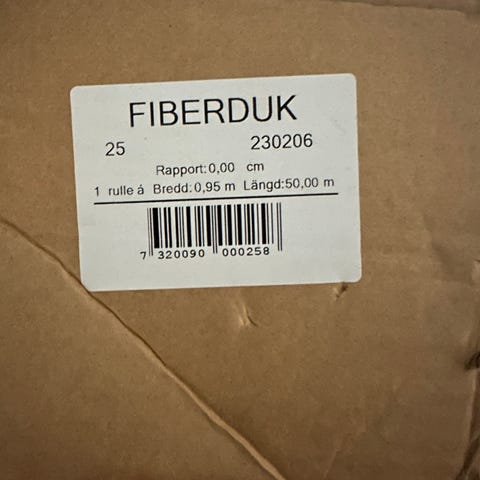 FIBERDUK
25 230206
Rapport:0,00 cm
1 rulle á Bredd:0,95 m Längd:50,00 m
7 320090 000258